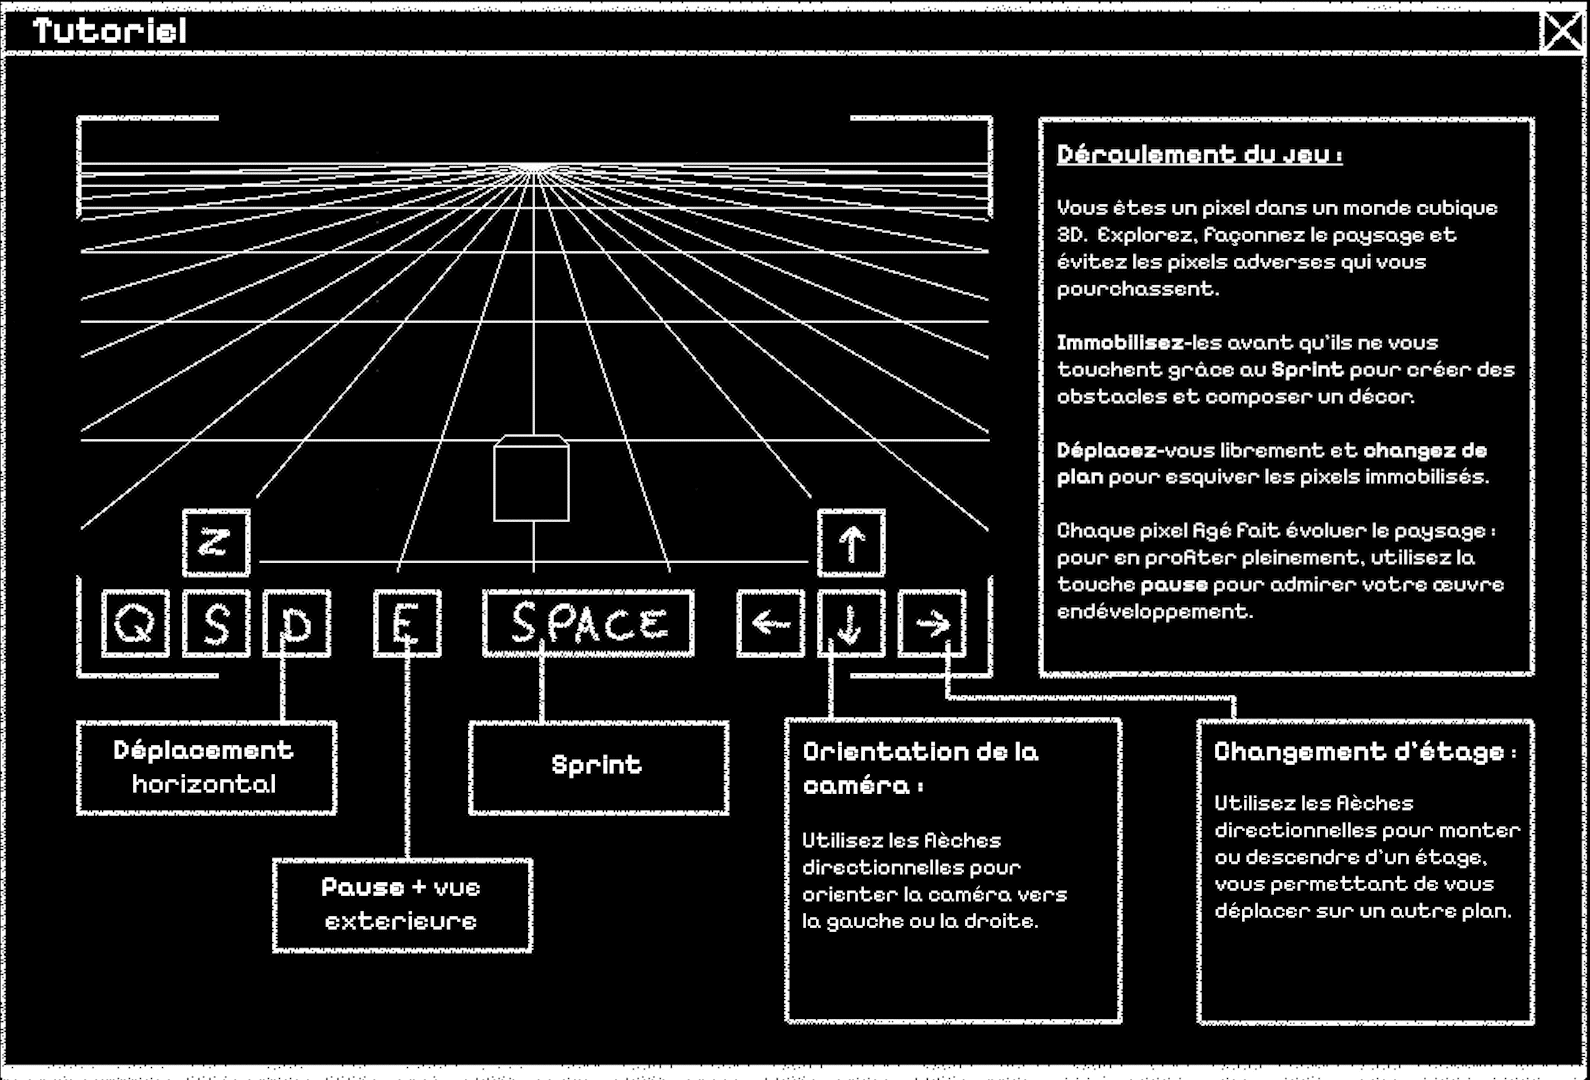 Tutoriel
Déroulement du jeu :
Vous êtes un pixel dans un monde cubique
3D. Explorez, façonnez le paysage et
évitez les pixels adverses qui vous
pourchassent.
Immobilisez-les avant qu'ils ne vous
touchent grâce au Sprint pour créer des
obstacles et composer un décor.
Déplacez-vous librement et changez de
plan pour esquiver les pixels immobilisés.
Chaque pixel figé fait évoluer le paysage :
pour en profiter pleinement, utilisez la
touche pause pour admirer votre œuvre
endéveloppement.
Z
↑
Q S D E SPACE ← ↓ →
Déplacement
horizontal
Sprint
Pause + vue
exterieure
Orientation de la
caméra :
Utilisez les flèches
directionnelles pour
orienter la caméra vers
la gauche ou la droite.
Changement d'étage :
Utilisez les flèches
directionnelles pour monter
ou descendre d'un étage,
vous permettant de vous
déplacer sur un autre plan.